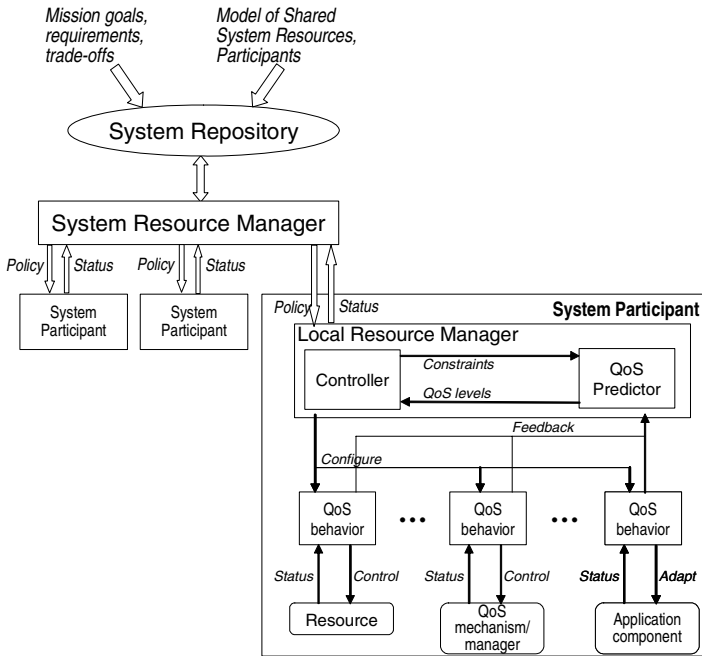 Mission goals,
requirements,
trade-offs
Model of Shared
System Resources,
Participants
System Repository
System Resource Manager
Policy
Status
Policy
Status
Policy
Status
System
Participant
System
Participant
System Participant
Local Resource Manager
Controller
Constraints
QoS levels
QoS
Predictor
Feedback
Configure
QoS
behavior
•••
QoS
behavior
•••
QoS
behavior
Status
Control
Status
Control
Status
Adapt
Resource
QoS
mechanism/
manager
Application
component